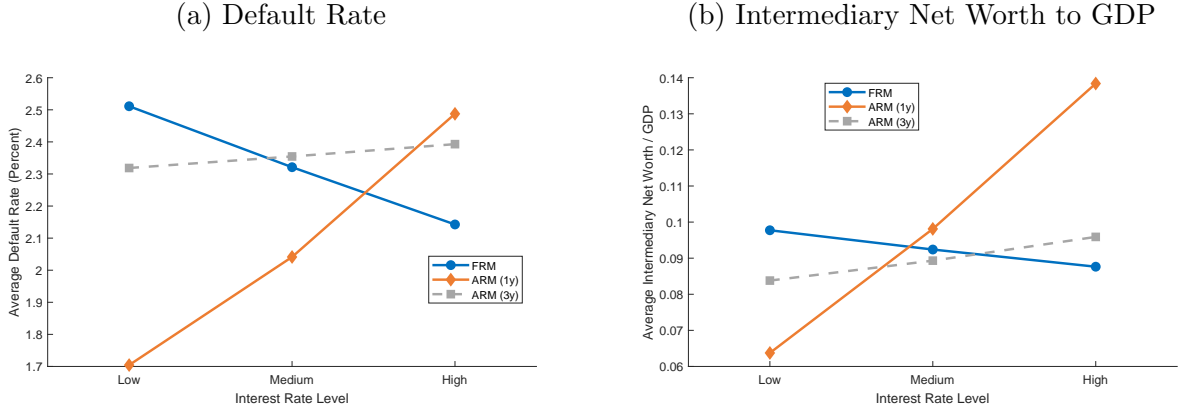 (a) Default Rate
2.6
2.5
2.4
2.3
2.2
2.1
2
1.9
1.8
1.7
Average Default Rate (Percent)
FRM
ARM (1y)
ARM (3y)
Low
Medium
High
Interest Rate Level
(b) Intermediary Net Worth to GDP
0.14
0.13
0.12
0.11
0.1
0.09
0.08
0.07
0.06
Average Intermediary Net Worth / GDP
FRM
ARM (1y)
ARM (3y)
Low
Medium
High
Interest Rate Level